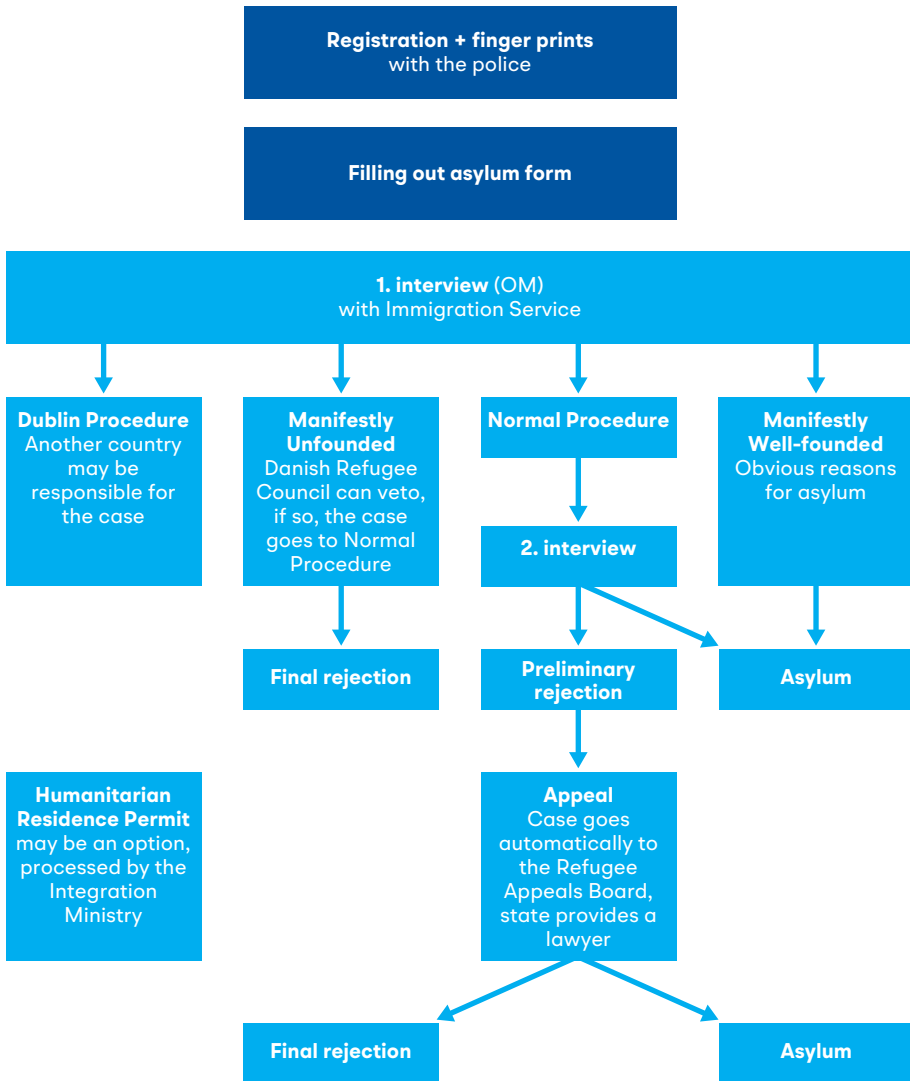 Registration + finger prints
with the police
Filling out asylum form
1. interview (OM)
with Immigration Service
Dublin Procedure
Another country
may be
responsible for
the case
Manifestly
Unfounded
Danish Refugee
Council can veto,
if so, the case
goes to Normal
Procedure
Normal Procedure
Manifestly
Well-founded
Obvious reasons
for asylum
2. interview
Final rejection
Preliminary
rejection
Asylum
Humanitarian
Residence Permit
may be an option,
processed by the
Integration
Ministry
Appeal
Case goes
automatically to
the Refugee
Appeals Board,
state provides a
lawyer
Final rejection
Asylum